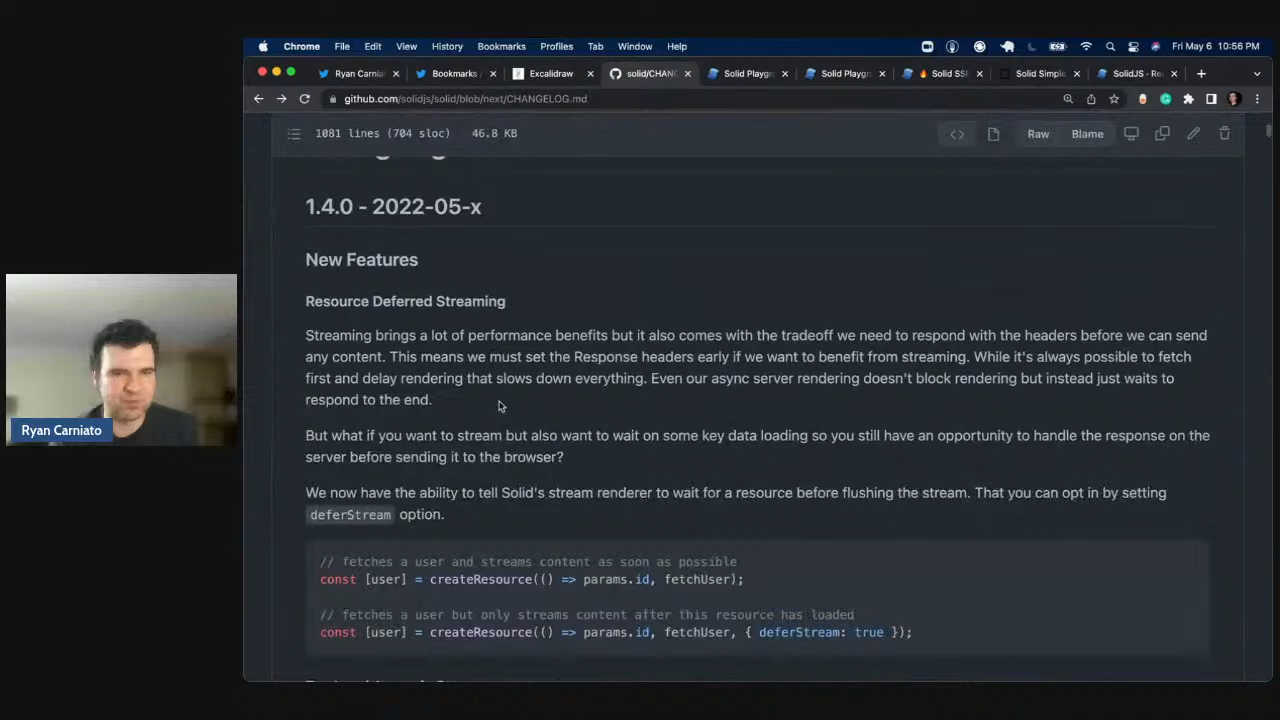 Chrome File Edit View History Bookmarks Profiles Tab Window Help Fri May 6 10:56 PM
Ryan Carnia Bookmarks / Excalidraw solid/CHANG Solid Playgr Solid Playgr Solid SSR Solid Simple SolidJS · Re
github.com/solidjs/solid/blob/next/CHANGELOG.md
1081 lines (704 sloc) 46.8 KB Raw Blame
1.4.0 - 2022-05-x
New Features
Resource Deferred Streaming
Streaming brings a lot of performance benefits but it also comes with the tradeoff we need to respond with the headers before we can send
any content. This means we must set the Response headers early if we want to benefit from streaming. While it's always possible to fetch
first and delay rendering that slows down everything. Even our async server rendering doesn't block rendering but instead just waits to
respond to the end.
But what if you want to stream but also want to wait on some key data loading so you still have an opportunity to handle the response on the
server before sending it to the browser?
We now have the ability to tell Solid's stream renderer to wait for a resource before flushing the stream. That you can opt in by setting
deferStream option.
// fetches a user and streams content as soon as possible
const [user] = createResource(() => params.id, fetchUser);
// fetches a user but only streams content after this resource has loaded
const [user] = createResource(() => params.id, fetchUser, { deferStream: true });
Ryan Carniato